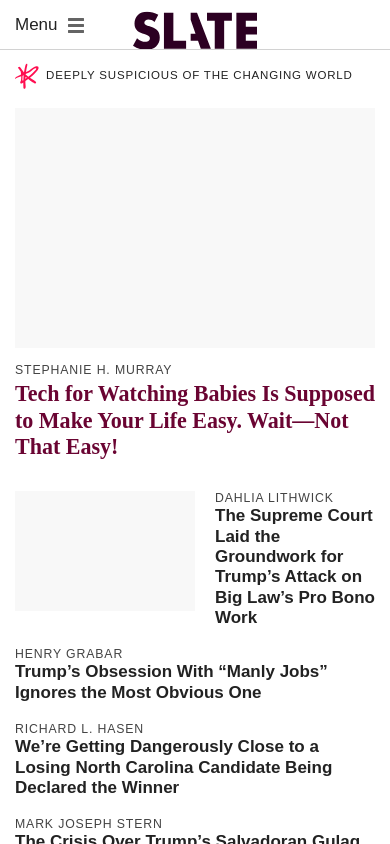 Menu
SLATE
DEEPLY SUSPICIOUS OF THE CHANGING WORLD
STEPHANIE H. MURRAY
Tech for Watching Babies Is Supposed
to Make Your Life Easy. Wait—Not
That Easy!
DAHLIA LITHWICK
The Supreme Court
Laid the
Groundwork for
Trump’s Attack on
Big Law’s Pro Bono
Work
HENRY GRABAR
Trump’s Obsession With “Manly Jobs”
Ignores the Most Obvious One
RICHARD L. HASEN
We’re Getting Dangerously Close to a
Losing North Carolina Candidate Being
Declared the Winner
MARK JOSEPH STERN
The Crisis Over Trump’s Salvadoran Gulag